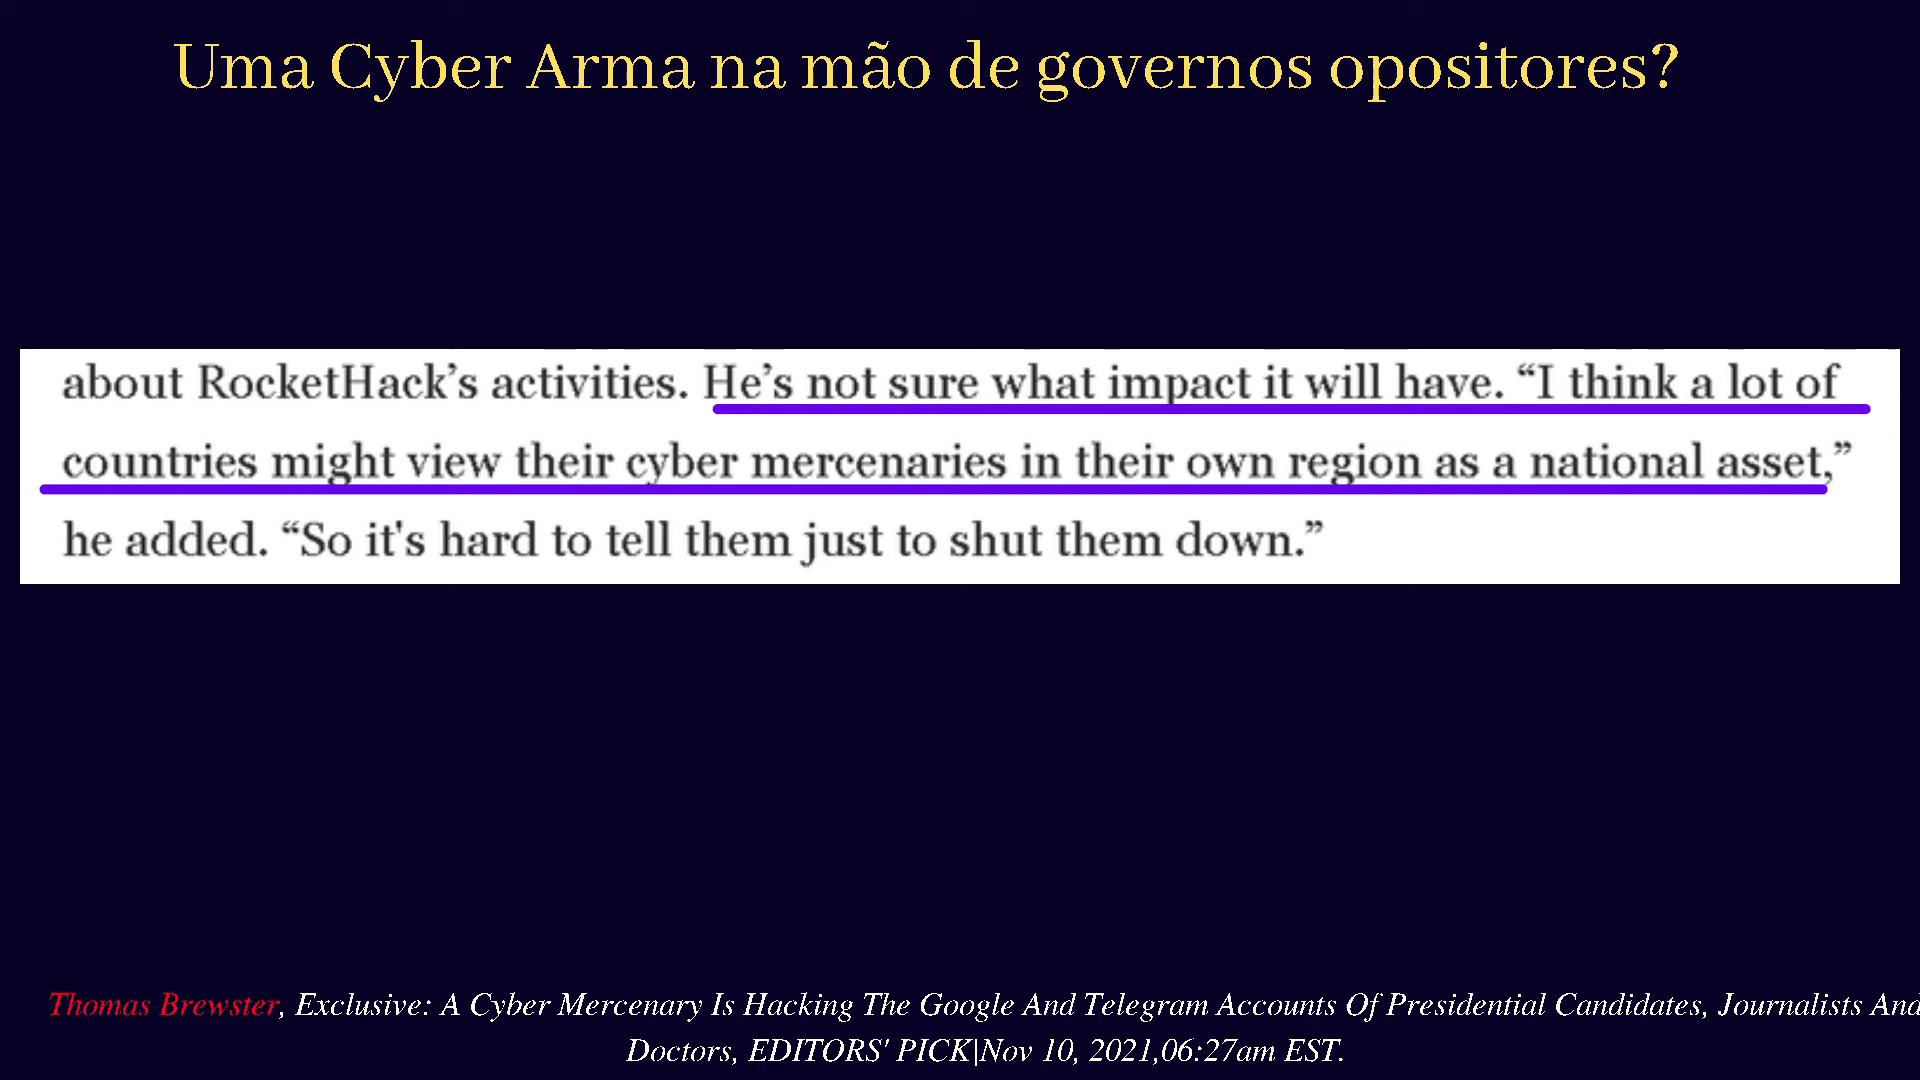 Uma Cyber Arma na mão de governos opositores?
about RocketHack’s activities. He’s not sure what impact it will have. “I think a lot of
countries might view their cyber mercenaries in their own region as a national asset,”
he added. “So it's hard to tell them just to shut them down.”
Thomas Brewster, Exclusive: A Cyber Mercenary Is Hacking The Google And Telegram Accounts Of Presidential Candidates, Journalists And
Doctors, EDITORS' PICK|Nov 10, 2021,06:27am EST.